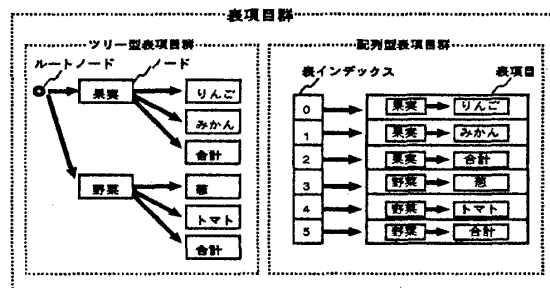 表項目群
ツリー型表項目群
ルートノード
ノード
果実
りんご
みかん
合計
野菜
葱
トマト
合計
配列型表項目群
表インデックス
表項目
0 果実 りんご
1 果実 みかん
2 果実 合計
3 野菜 葱
4 野菜 トマト
5 野菜 合計